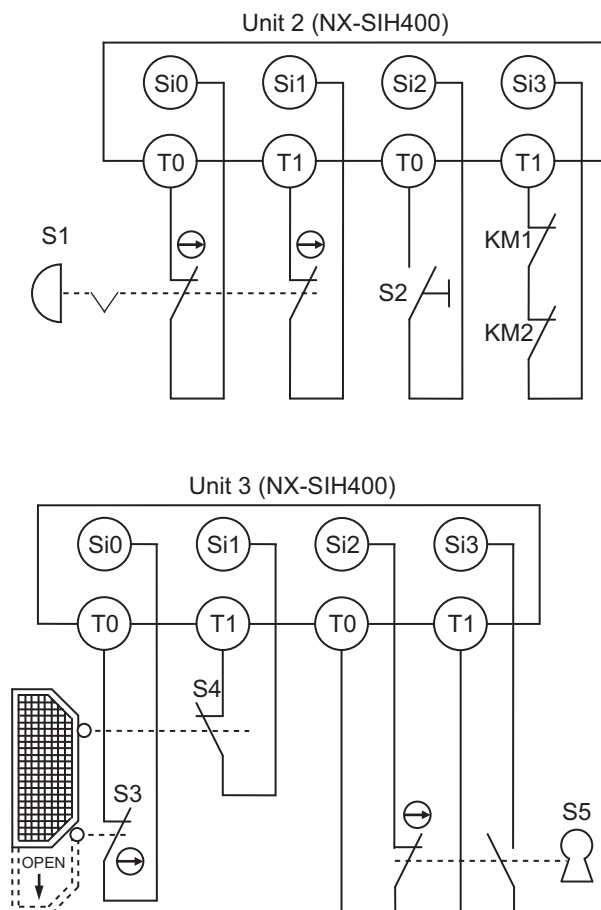 Unit 2 (NX-SIH400)
Si0 Si1 Si2 Si3
T0 T1 T0 T1
S1
KM1
S2
KM2
Unit 3 (NX-SIH400)
Si0 Si1 Si2 Si3
T0 T1 T0 T1
S4
S3
S5
OPEN